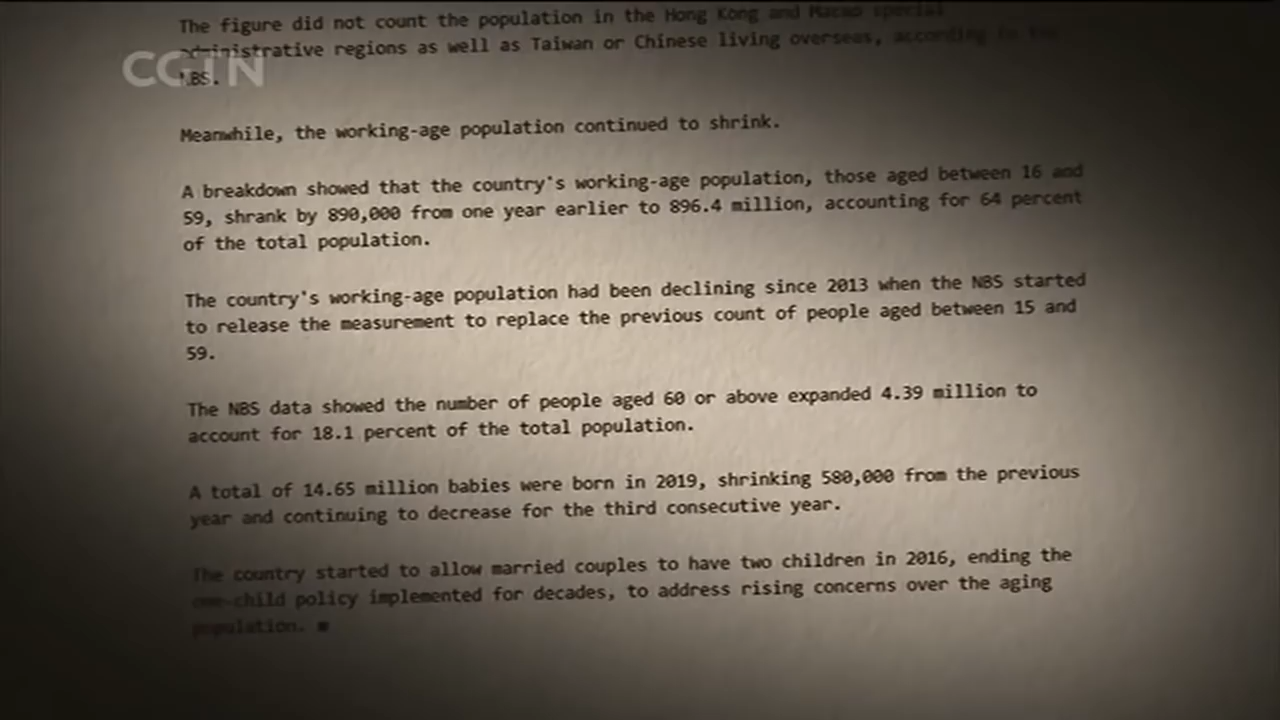 The figure did not count the population in the Hong Kong and Macao special
administrative regions as well as Taiwan or Chinese living overseas, according to the
CGTN
NBS.
Meanwhile, the working-age population continued to shrink.
A breakdown showed that the country's working-age population, those aged between 16 and
59, shrank by 890,000 from one year earlier to 896.4 million, accounting for 64 percent
of the total population.
The country's working-age population had been declining since 2013 when the NBS started
to release the measurement to replace the previous count of people aged between 15 and
59.
The NBS data showed the number of people aged 60 or above expanded 4.39 million to
account for 18.1 percent of the total population.
A total of 14.65 million babies were born in 2019, shrinking 580,000 from the previous
year and continuing to decrease for the third consecutive year.
The country started to allow married couples to have two children in 2016, ending the
one-child policy implemented for decades, to address rising concerns over the aging
population. ■